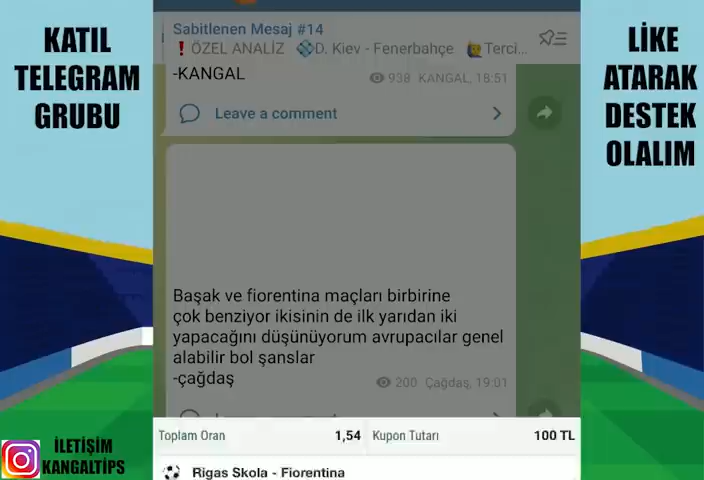 KATIL
TELEGRAM
GRUBU
LİKE
ATARAK
DESTEK
OLALIM
Sabitlenen Mesaj #14
❗ÖZEL ANALİZ 💠D. Kiev - Fenerbahçe 🙋Terci...
-KANGAL
938 KANGAL, 18:51
Leave a comment
Başak ve fiorentina maçları birbirine
çok benziyor ikisinin de ilk yarıdan iki
yapacağını düşünüyorum avrupacılar genel
alabilir bol şanslar
-çağdaş
200 Çağdaş, 19:01
Toplam Oran 1,54 Kupon Tutarı 100 TL
Rigas Skola - Fiorentina
İLETİŞİM
KANGALTİPS